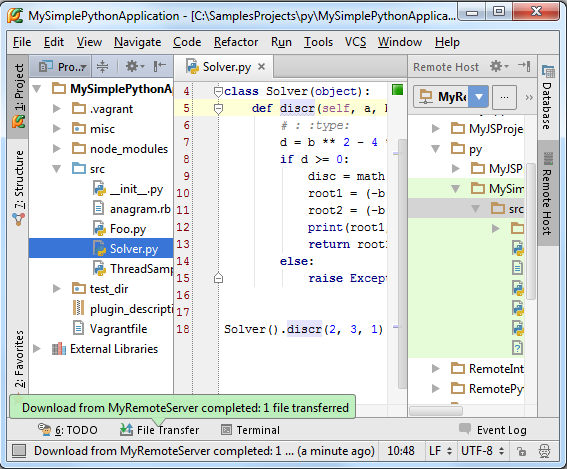 MySimplePythonApplication - [C:\SamplesProjects\py\MySimplePythonApplica...
File Edit View Navigate Code Refactor Run Tools VCS Window Help
1: Project
7: Structure
2: Favorites
Pro...
MySimplePythonAp
.vagrant
misc
node_modules
src
__init__.py
anagram.rb
Foo.py
Solver.py
ThreadSamp
test_dir
plugin_descripti
Vagrantfile
External Libraries
Solver.py
4 class Solver(object):
5 def discr(self, a, b
6 # : :type:
7 d = b ** 2 - 4 *
8 if d >= 0:
9 disc = math
10 root1 = (-b
11 root2 = (-b
12 print(root1,
13 return root
14 else:
15 raise Except
16
17
18 Solver().discr(2, 3, 1)
Remote Host
MyRe
...
MyJSProje
py
MyJSP
MySim
src
RemoteInt
RemotePy
Database
Remote Host
Download from MyRemoteServer completed: 1 file transferred
6: TODO File Transfer Terminal Event Log
Download from MyRemoteServer completed: 1 ... (a minute ago) 10:48 LF UTF-8